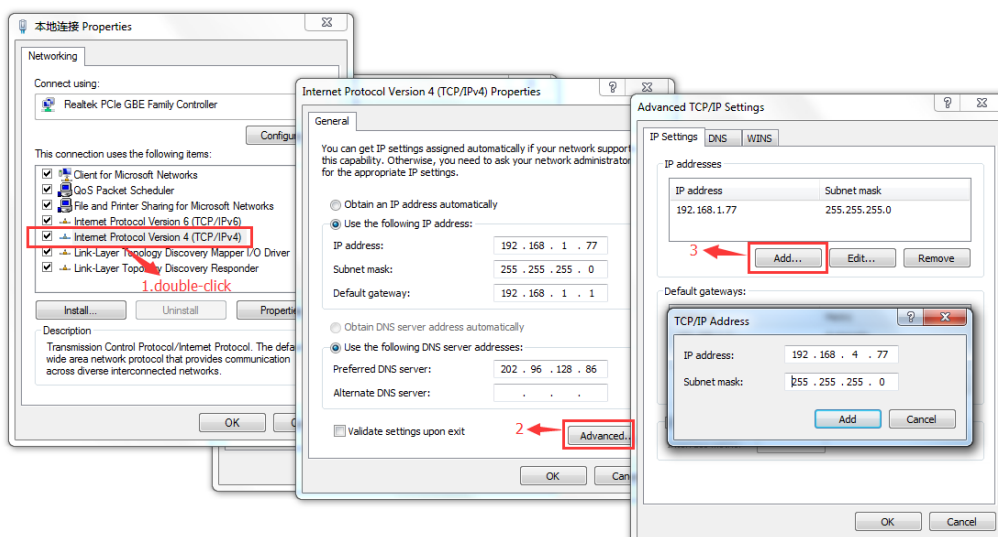 本地连接 Properties
Networking
Connect using:
Realtek PCIe GBE Family Controller
Configu
This connection uses the following items:
Client for Microsoft Networks
QoS Packet Scheduler
File and Printer Sharing for Microsoft Networks
Internet Protocol Version 6 (TCP/IPv6)
Internet Protocol Version 4 (TCP/IPv4)
Link-Layer Topology Discovery Mapper I/O Driver
Link-Layer Topology Discovery Responder
1.double-click
Install...
Uninstall
Properti
Description
Transmission Control Protocol/Internet Protocol. The defa
wide area network protocol that provides communication
across diverse interconnected networks.
OK
C
Internet Protocol Version 4 (TCP/IPv4) Properties
General
You can get IP settings assigned automatically if your network support
this capability. Otherwise, you need to ask your network administrator
for the appropriate IP settings.
Obtain an IP address automatically
Use the following IP address:
IP address: 192 . 168 . 1 . 77
Subnet mask: 255 . 255 . 255 . 0
Default gateway: 192 . 168 . 1 . 1
Obtain DNS server address automatically
Use the following DNS server addresses:
Preferred DNS server: 202 . 96 . 128 . 86
Alternate DNS server: . . .
Validate settings upon exit
2
Advanced..
OK
Can
Advanced TCP/IP Settings
IP Settings DNS WINS
IP addresses
IP address Subnet mask
192.168.1.77 255.255.255.0
3
Add... Edit... Remove
Default gateways:
TCP/IP Address
IP address: 192 . 168 . 4 . 77
Subnet mask: 255 . 255 . 255 . 0
Add Cancel
OK Cancel